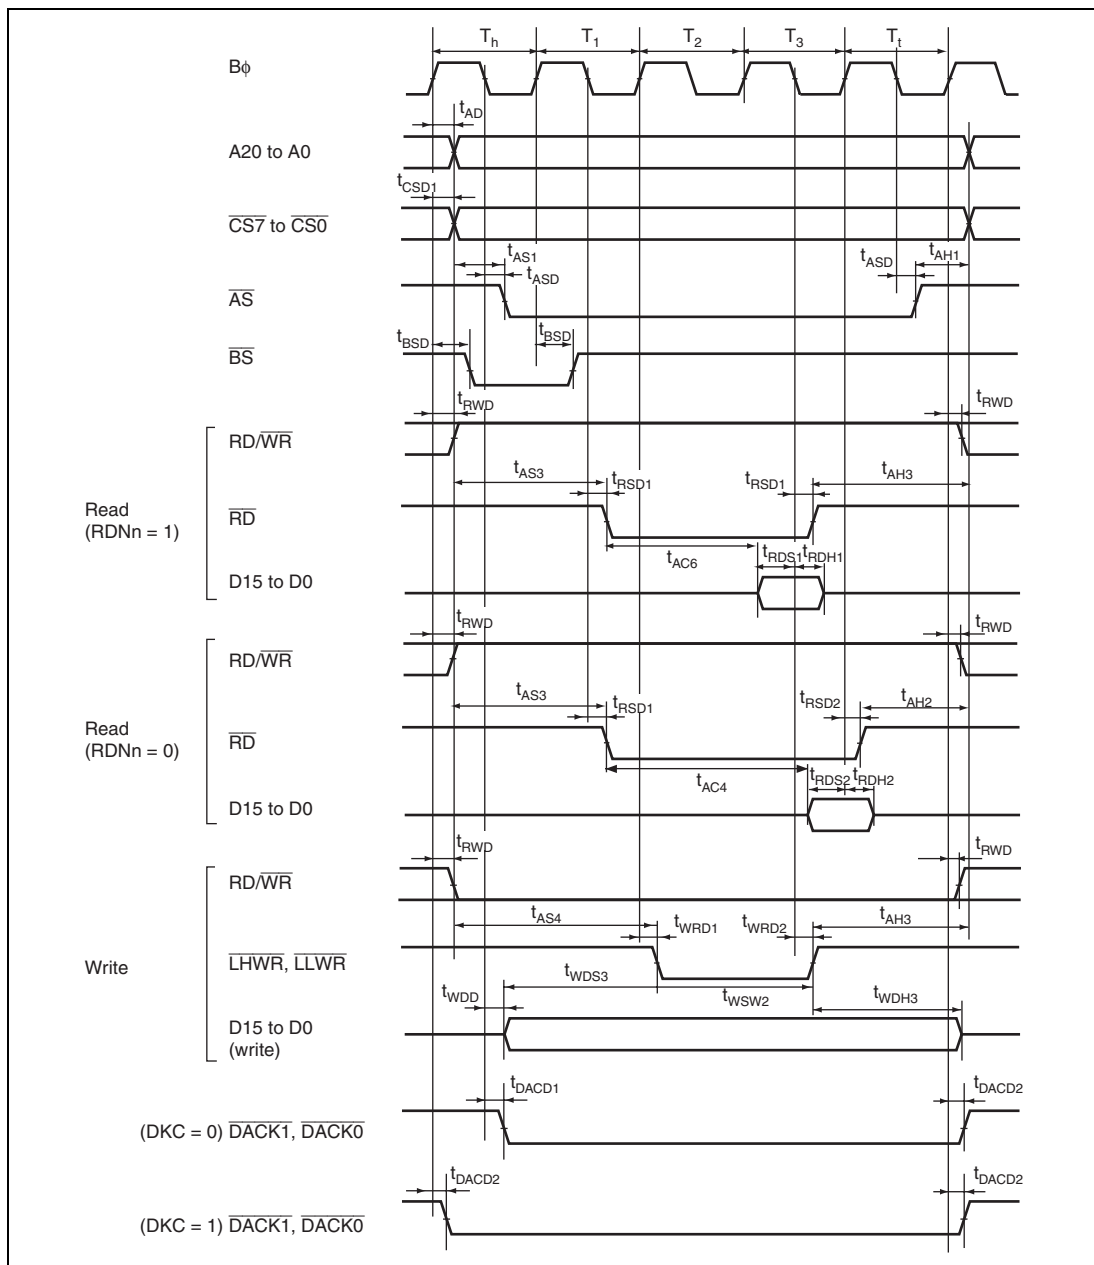 Th T1 T2 T3 Tt
Bϕ
tAD
A20 to A0
tCSD1
CS7 to CS0
tAS1
tASD
tASD
tAH1
AS
tBSD
tBSD
BS
tRWD
tRWD
RD/WR
tAS3
tRSD1
tRSD1
tAH3
Read
(RDNn = 1)
RD
tAC6
tRDS1 tRDH1
D15 to D0
tRWD
tRWD
RD/WR
tAS3
tRSD1
tRSD2
tAH2
Read
(RDNn = 0)
RD
tAC4
tRDS2 tRDH2
D15 to D0
tRWD
tRWD
RD/WR
tAS4
tWRD1
tWRD2
tAH3
Write
LHWR, LLWR
tWDD
tWDS3
tWSW2
tWDH3
D15 to D0
(write)
tDACD1
tDACD2
(DKC = 0) DACK1, DACK0
tDACD2
tDACD2
(DKC = 1) DACK1, DACK0